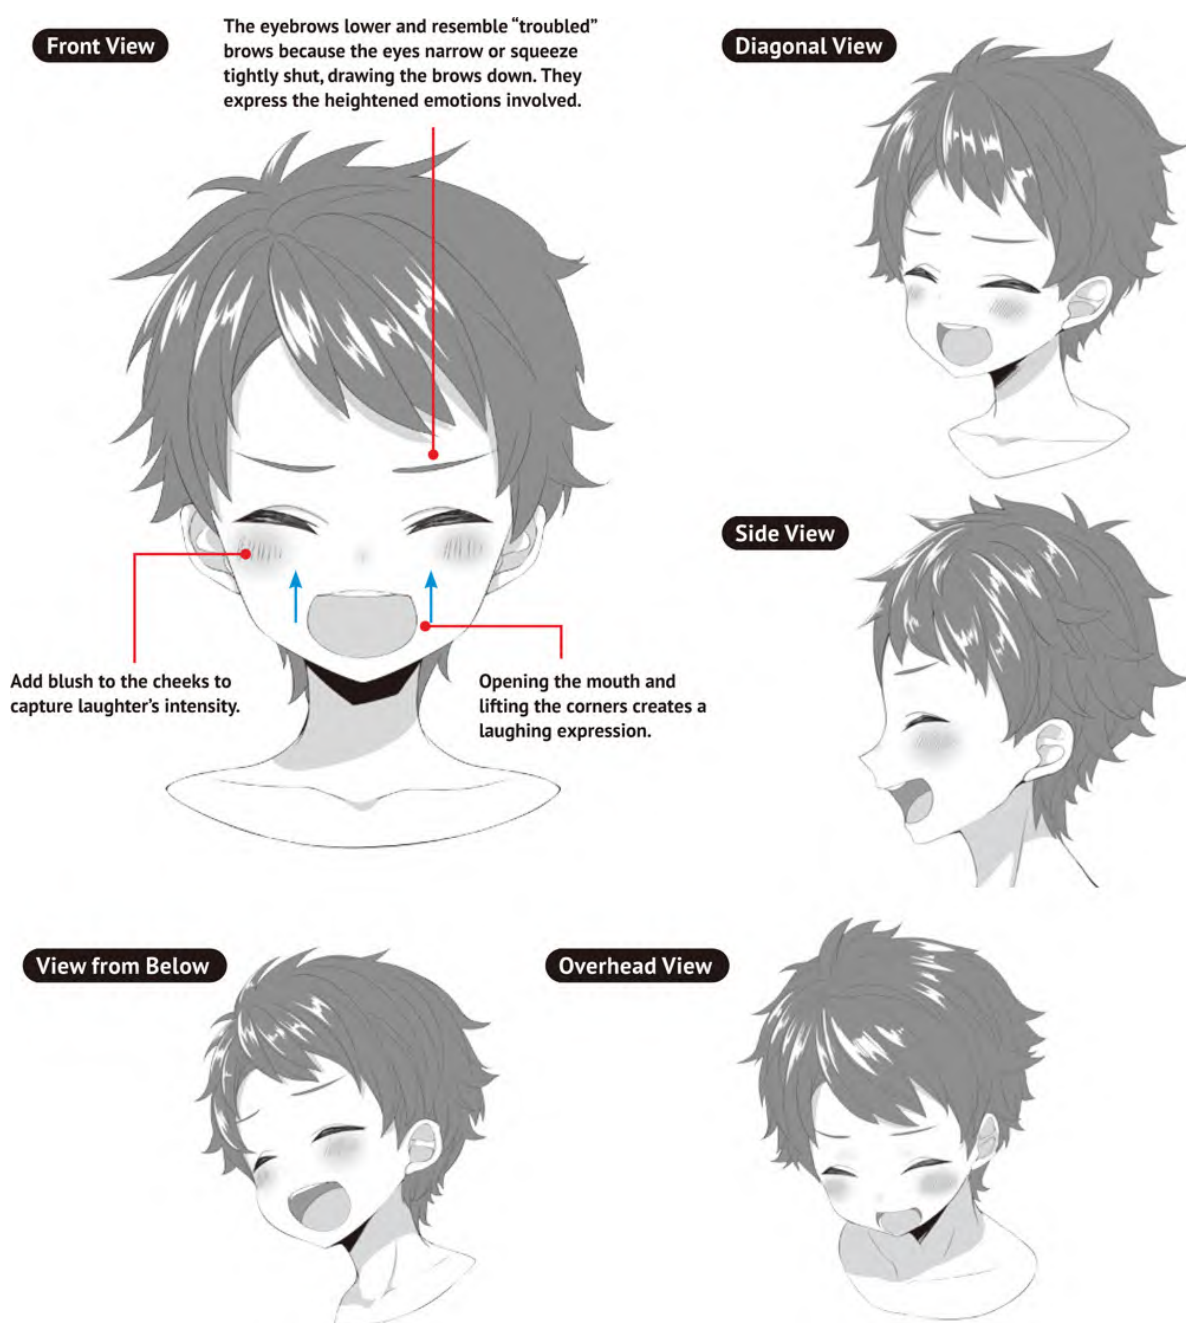 Front View
The eyebrows lower and resemble “troubled”
brows because the eyes narrow or squeeze
tightly shut, drawing the brows down. They
express the heightened emotions involved.
Diagonal View
Side View
Add blush to the cheeks to
capture laughter’s intensity.
Opening the mouth and
lifting the corners creates a
laughing expression.
View from Below
Overhead View